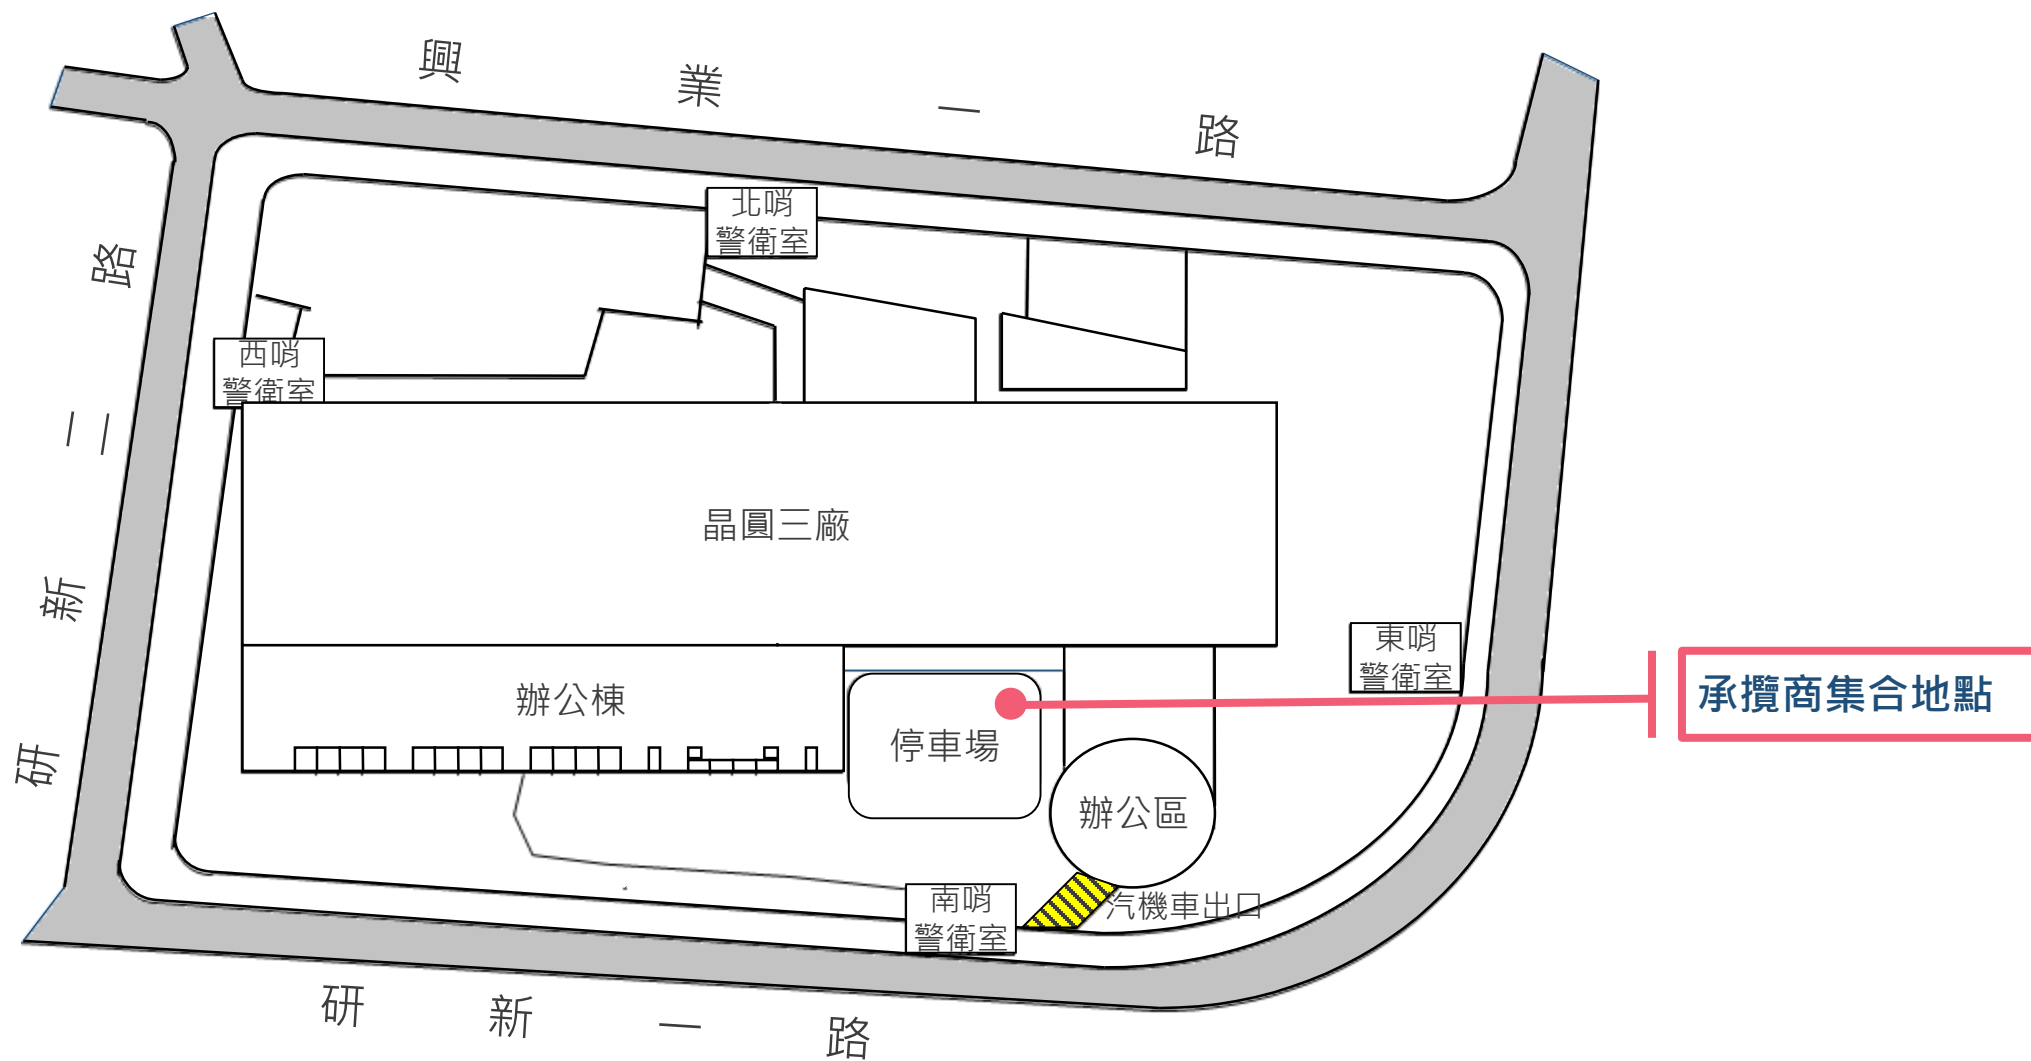 興業一路
北哨
警衛室
研新二路
西哨
警衛室
晶圓三廠
東哨
警衛室
承攬商集合地點
辦公棟
停車場
辦公區
南哨
警衛室
汽機車出口
研新一路